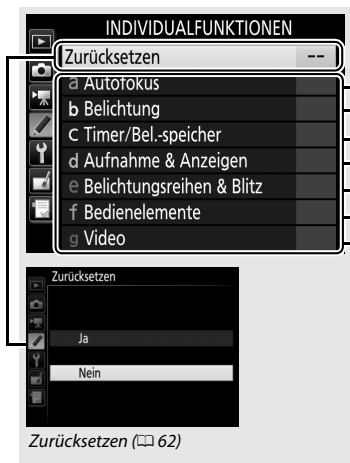 INDIVIDUALFUNKTIONEN
Zurücksetzen --
a Autofokus
b Belichtung
c Timer/Bel.-speicher
d Aufnahme & Anzeigen
e Belichtungsreihen & Blitz
f Bedienelemente
g Video
Zurücksetzen
Ja
Nein
Zurücksetzen (📖 62)